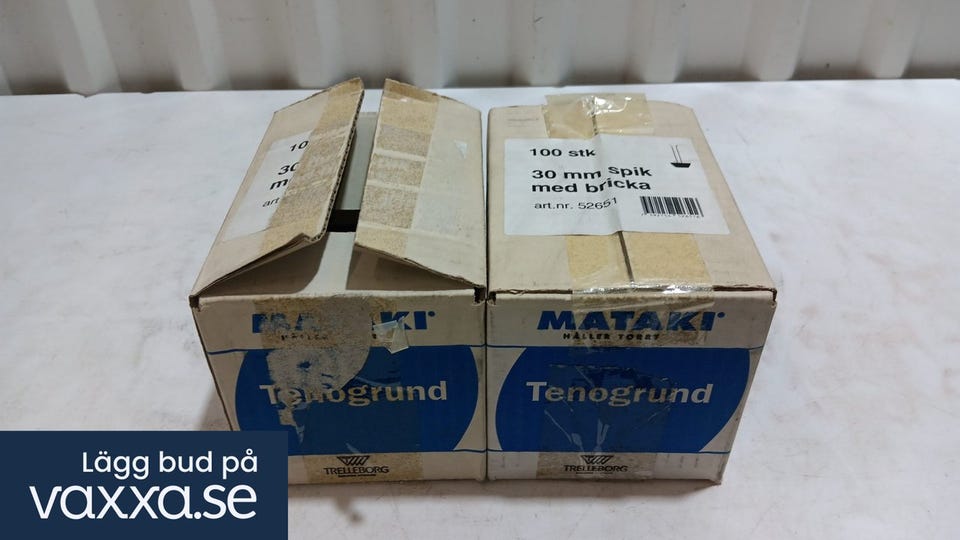 10
30
m
art
100 stk
30 mm spik
med bricka
art.nr. 52651
MATAKI
HÅLLER TORRT
Tenogrund
TRELLEBORG
MATAKI
HÅLLER TORRT
Tenogrund
TRELLEBORG
Lägg bud på
vaxxa.se